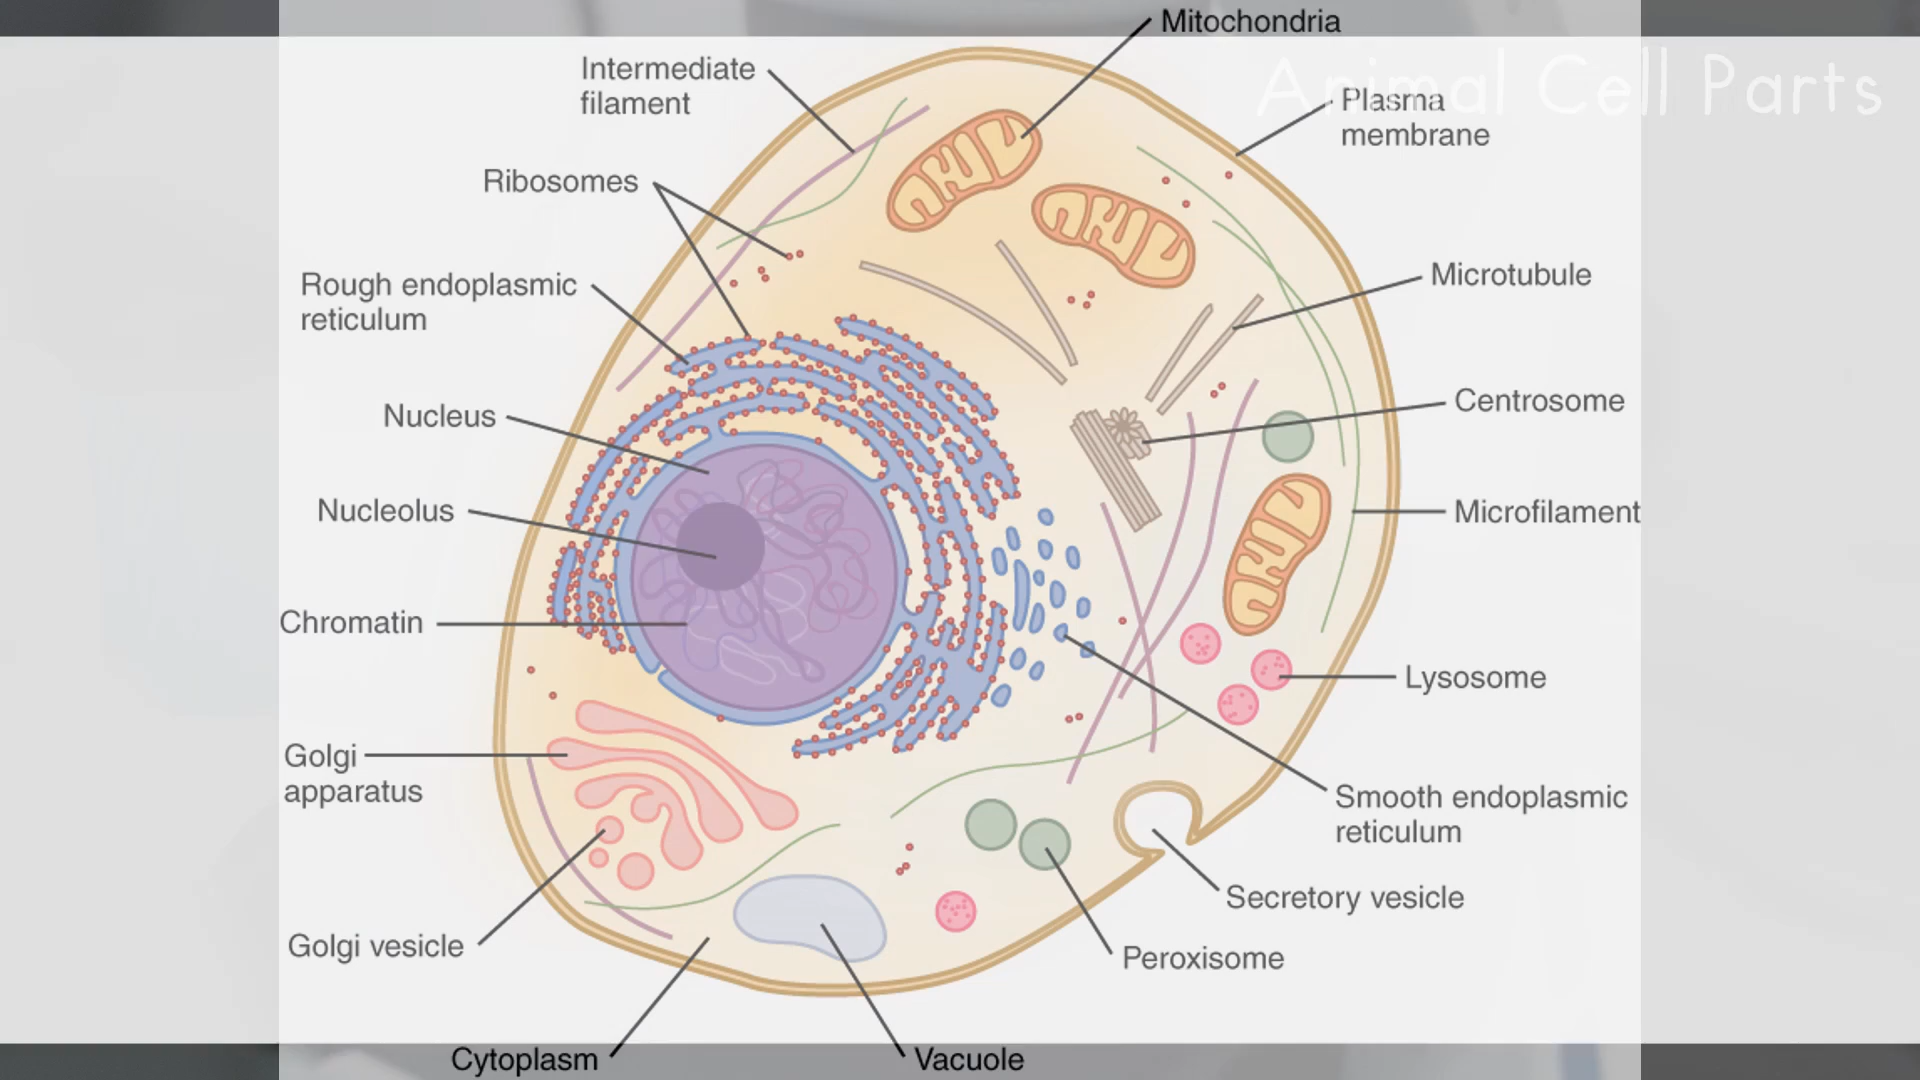 Mitochondria
Animal Cell Parts
Intermediate
filament
Plasma
membrane
Ribosomes
Rough endoplasmic
reticulum
Microtubule
Nucleus
Centrosome
Nucleolus
Microfilament
Chromatin
Lysosome
Golgi
apparatus
Smooth endoplasmic
reticulum
Secretory vesicle
Golgi vesicle
Peroxisome
Cytoplasm
Vacuole